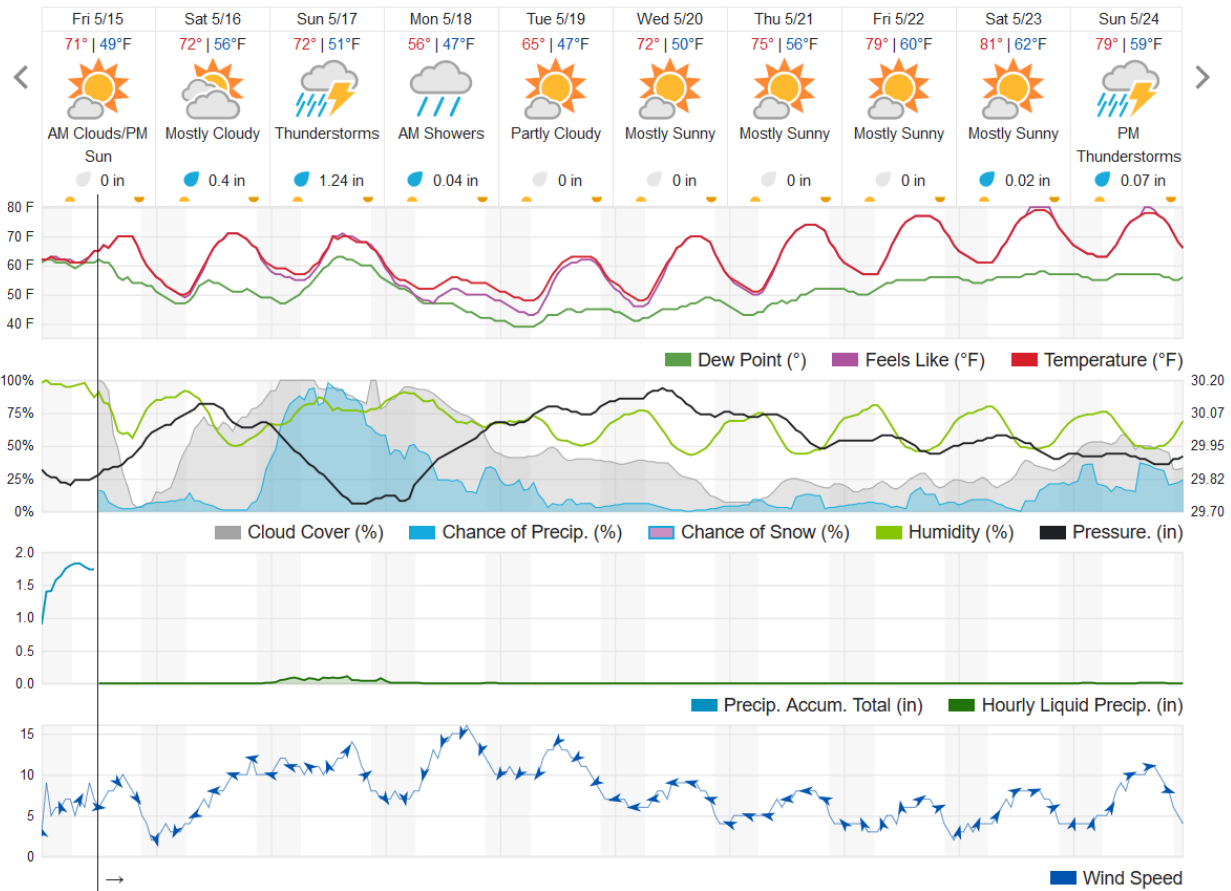 Fri 5/15 Sat 5/16 Sun 5/17 Mon 5/18 Tue 5/19 Wed 5/20 Thu 5/21 Fri 5/22 Sat 5/23 Sun 5/24
71° | 49°F 72° | 56°F 72° | 51°F 56° | 47°F 65° | 47°F 72° | 50°F 75° | 56°F 79° | 60°F 81° | 62°F 79° | 59°F
AM Clouds/PM Mostly Cloudy Thunderstorms AM Showers Partly Cloudy Mostly Sunny Mostly Sunny Mostly Sunny Mostly Sunny PM
Sun Thunderstorms
0 in 0.4 in 1.24 in 0.04 in 0 in 0 in 0 in 0 in 0.02 in 0.07 in
80 F
70 F
60 F
50 F
40 F
Dew Point (°) Feels Like (°F) Temperature (°F)
100% 30.20
75% 30.07
50% 29.95
25% 29.82
0% 29.70
Cloud Cover (%) Chance of Precip. (%) Chance of Snow (%) Humidity (%) Pressure. (in)
2.0
1.5
1.0
0.5
0.0
Precip. Accum. Total (in) Hourly Liquid Precip. (in)
15
10
5
0
Wind Speed